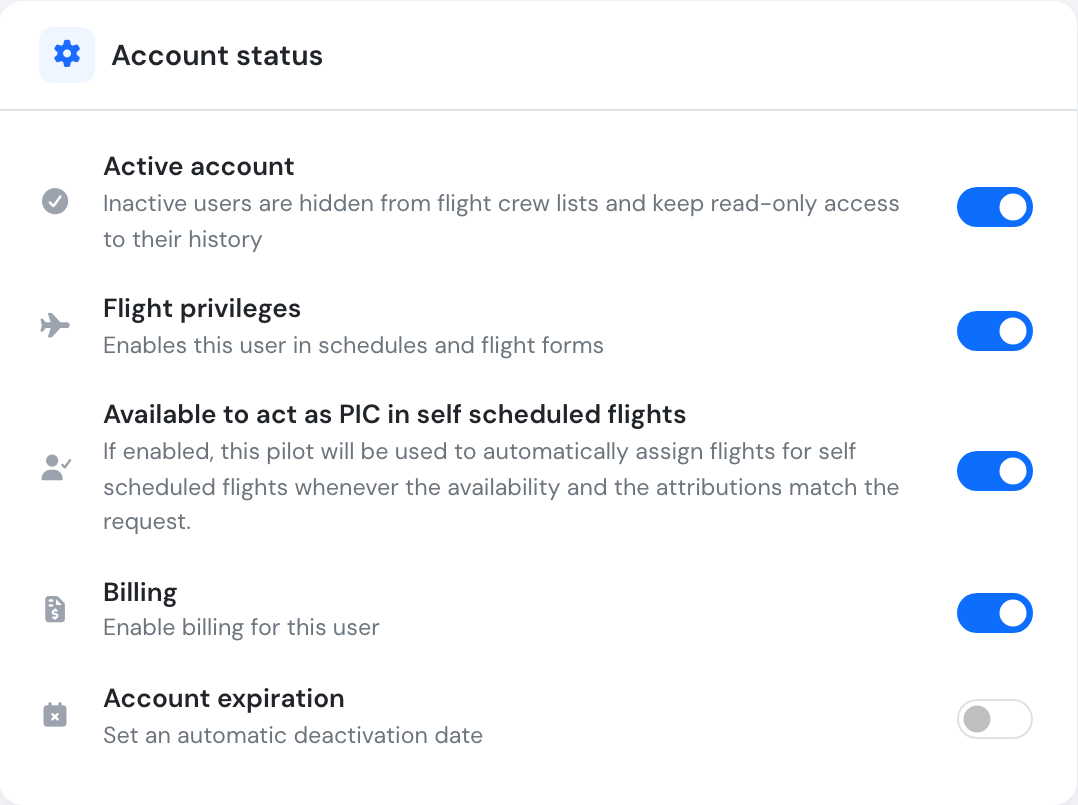 Account status
Active account
Inactive users are hidden from flight crew lists and keep read-only access
to their history
Flight privileges
Enables this user in schedules and flight forms
Available to act as PIC in self scheduled flights
If enabled, this pilot will be used to automatically assign flights for self
scheduled flights whenever the availability and the attributions match the
request.
Billing
Enable billing for this user
Account expiration
Set an automatic deactivation date